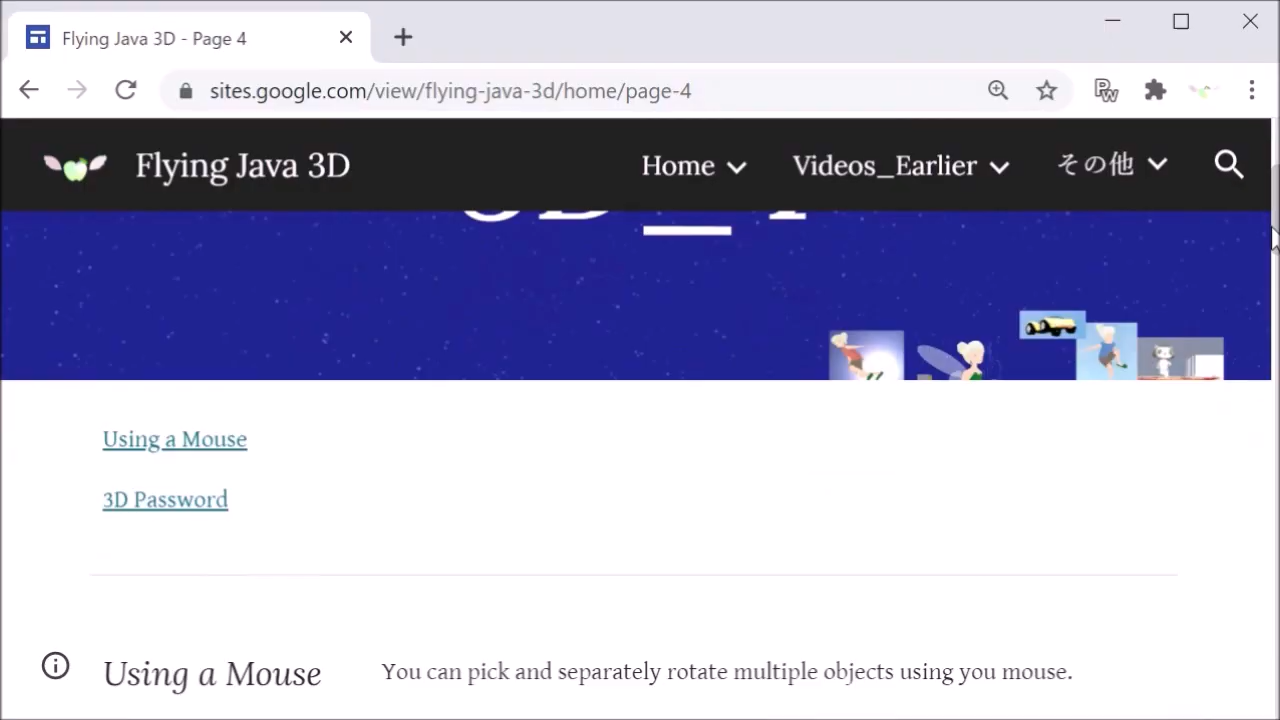 Flying Java 3D - Page 4
sites.google.com/view/flying-java-3d/home/page-4
Flying Java 3D
Home
Videos_Earlier
その他
Using a Mouse
3D Password
Using a Mouse
You can pick and separately rotate multiple objects using you mouse.